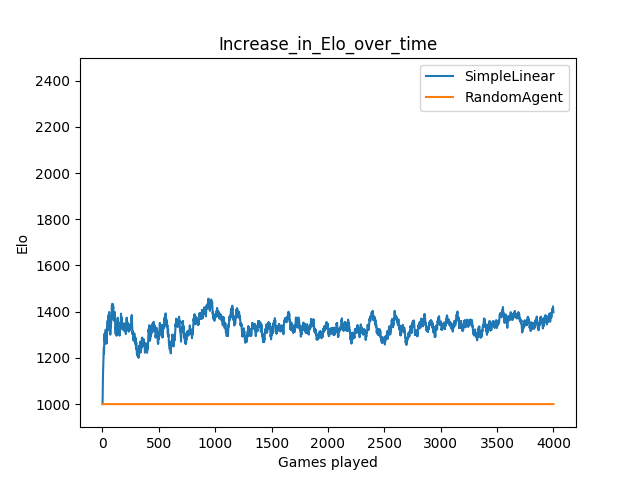 Increase_in_Elo_over_time
SimpleLinear
RandomAgent
2400
2200
2000
1800
1600
1400
1200
1000
Elo
0 500 1000 1500 2000 2500 3000 3500 4000
Games played